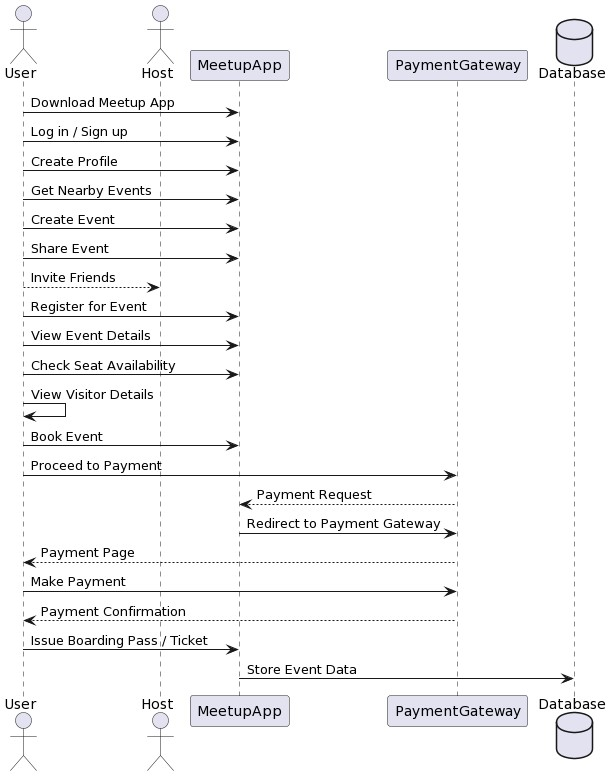 User
Host
MeetupApp
PaymentGateway
Database
Download Meetup App
Log in / Sign up
Create Profile
Get Nearby Events
Create Event
Share Event
Invite Friends
Register for Event
View Event Details
Check Seat Availability
View Visitor Details
Book Event
Proceed to Payment
Payment Request
Redirect to Payment Gateway
Payment Page
Make Payment
Payment Confirmation
Issue Boarding Pass / Ticket
Store Event Data
User
Host
MeetupApp
PaymentGateway
Database